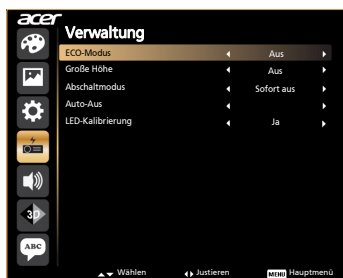 acer
Verwaltung
ECO-Modus Aus
Große Höhe Aus
Abschaltmodus Sofort aus
Auto-Aus
LED-Kalibrierung Ja
3D
ABC
Wählen Justieren MENU Hauptmenü